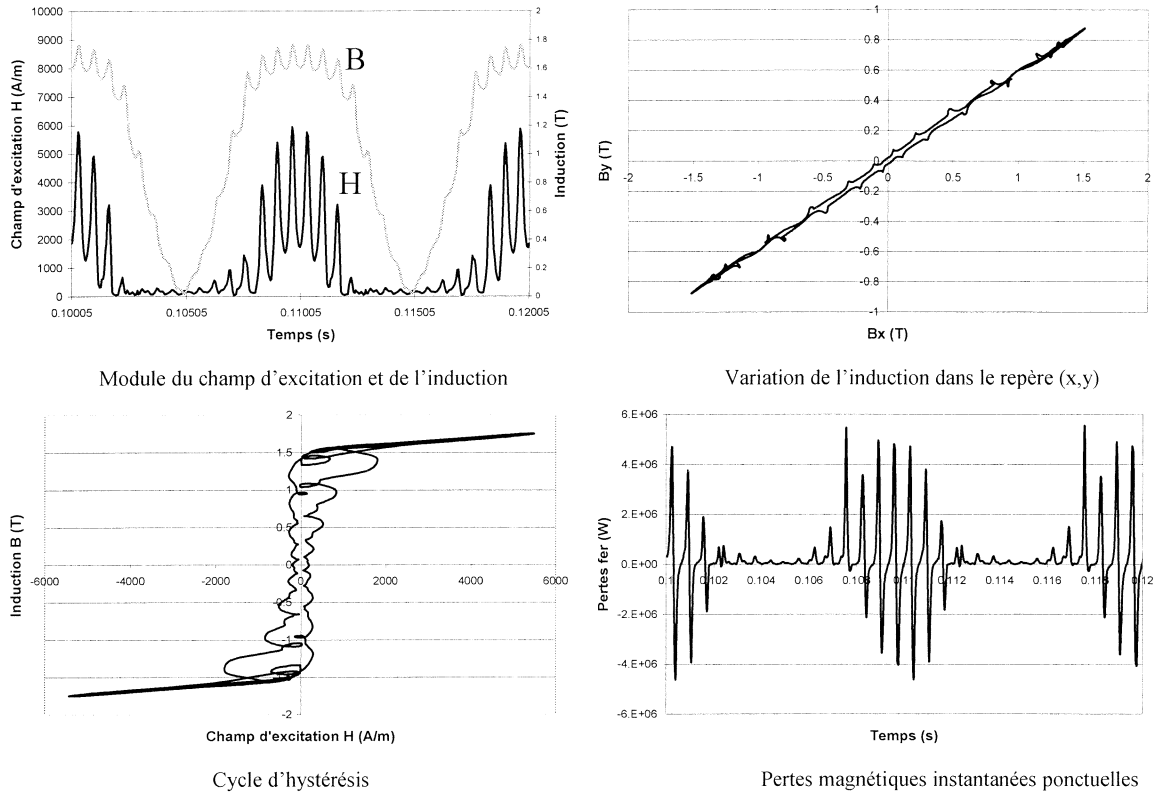 10000
9000
8000
7000
6000
5000
4000
3000
2000
1000
0
Champ d'excitation H (A/m)
B
H
2
1.8
1.6
1.4
1.2
1
0.8
0.6
0.4
0.2
0
Induction (T)
0.10005 0.10505 0.11005 0.11505 0.12005
Temps (s)
Module du champ d'excitation et de l'induction
1
0.8
0.6
0.4
0.2
0
-0.2
-0.4
-0.6
-0.8
-1
By (T)
-2 -1.5 -1 -0.5 0 0.5 1 1.5 2
Bx (T)
Variation de l'induction dans le repère (x,y)
2
1.5
1
0.5
0
-0.5
-1
-1.5
-2
Induction B (T)
-6000 -4000 -2000 2000 4000 6000
Champ d'excitation H (A/m)
Cycle d'hystérésis
6.E+06
4.E+06
2.E+06
0.E+00
-2.E+06
-4.E+06
-6.E+06
Pertes fer (W)
0.1 0.102 0.104 0.106 0.108 0.11 0.112 0.114 0.116 0.118 0.12
Temps (s)
Pertes magnétiques instantanées ponctuelles